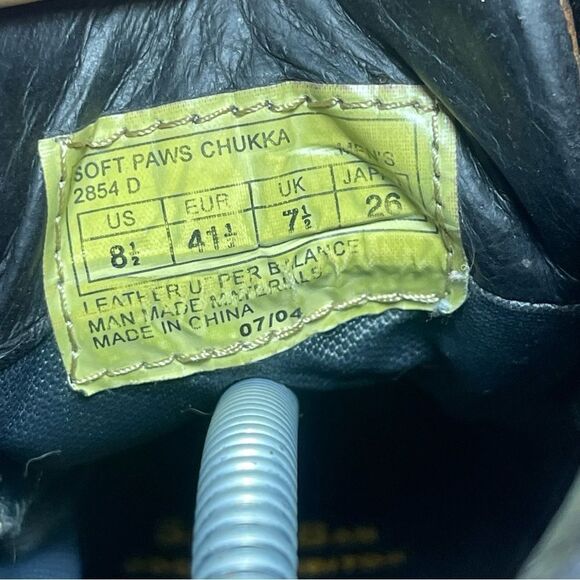 SOFT PAWS CHUKKA
2854 D MEN'S
US EUR UK
8½ 41½ 7½ 26
LEATHER UPPER BALANCE
MAN MADE MATERIALS
MADE IN CHINA
07/04